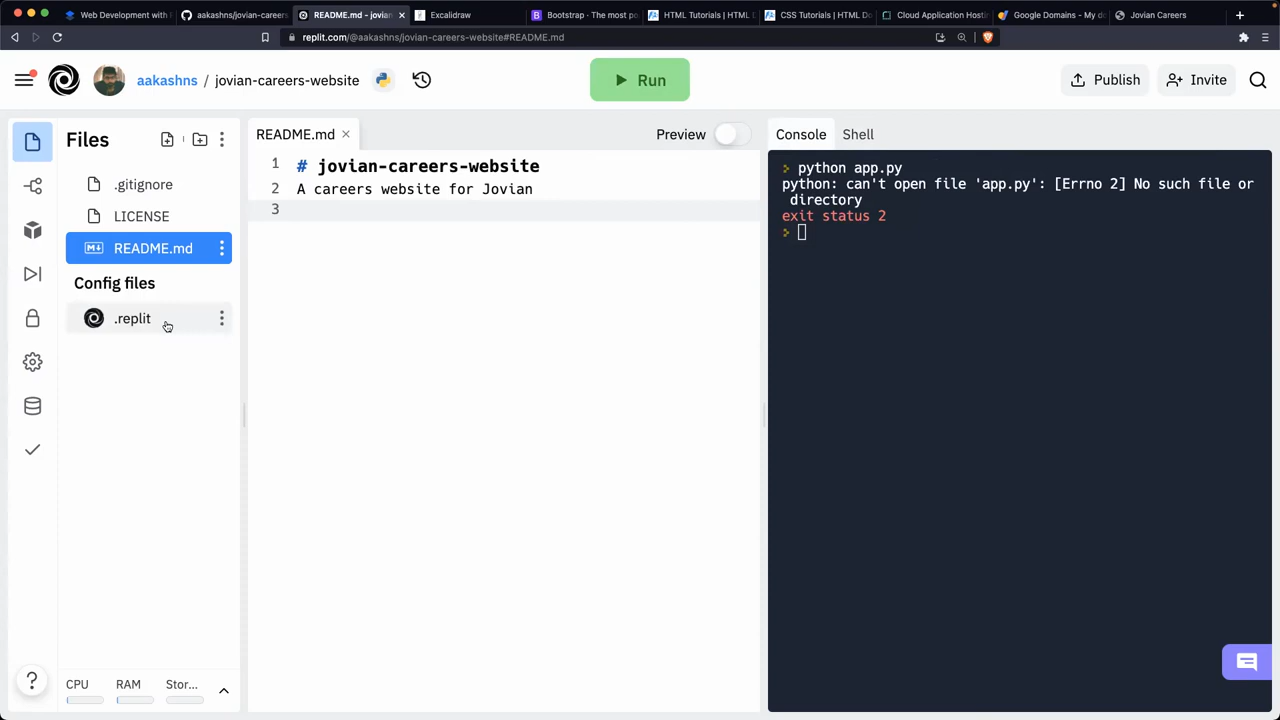 Web Development with
aakashns/jovian-careers
README.md - jovian
Excalidraw
Bootstrap · The most po
HTML Tutorials | HTML D
CSS Tutorials | HTML Do
Cloud Application Hosti
Google Domains - My do
Jovian Careers
replit.com/@aakashns/jovian-careers-website#README.md
aakashns / jovian-careers-website
Run
Publish
Invite
Files
.gitignore
LICENSE
README.md
Config files
.replit
CPU
RAM
Stor...
README.md
Preview
1 # jovian-careers-website
2 A careers website for Jovian
3
Console
Shell
> python app.py
python: can't open file 'app.py': [Errno 2] No such file or
directory
exit status 2
>
?